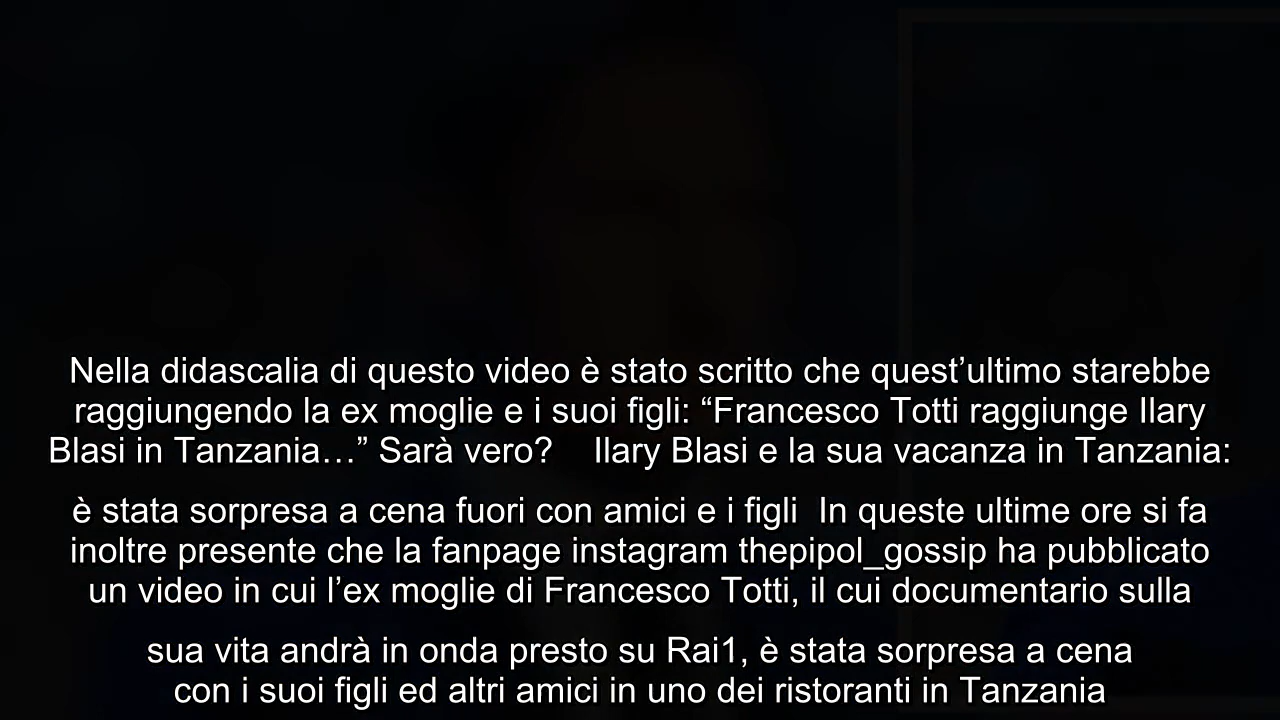 Nella didascalia di questo video è stato scritto che quest’ultimo starebbe
raggiungendo la ex moglie e i suoi figli: “Francesco Totti raggiunge Ilary
Blasi in Tanzania…” Sarà vero?    Ilary Blasi e la sua vacanza in Tanzania:
è stata sorpresa a cena fuori con amici e i figli  In queste ultime ore si fa
inoltre presente che la fanpage instagram thepipol_gossip ha pubblicato
un video in cui l’ex moglie di Francesco Totti, il cui documentario sulla
sua vita andrà in onda presto su Rai1, è stata sorpresa a cena
con i suoi figli ed altri amici in uno dei ristoranti in Tanzania